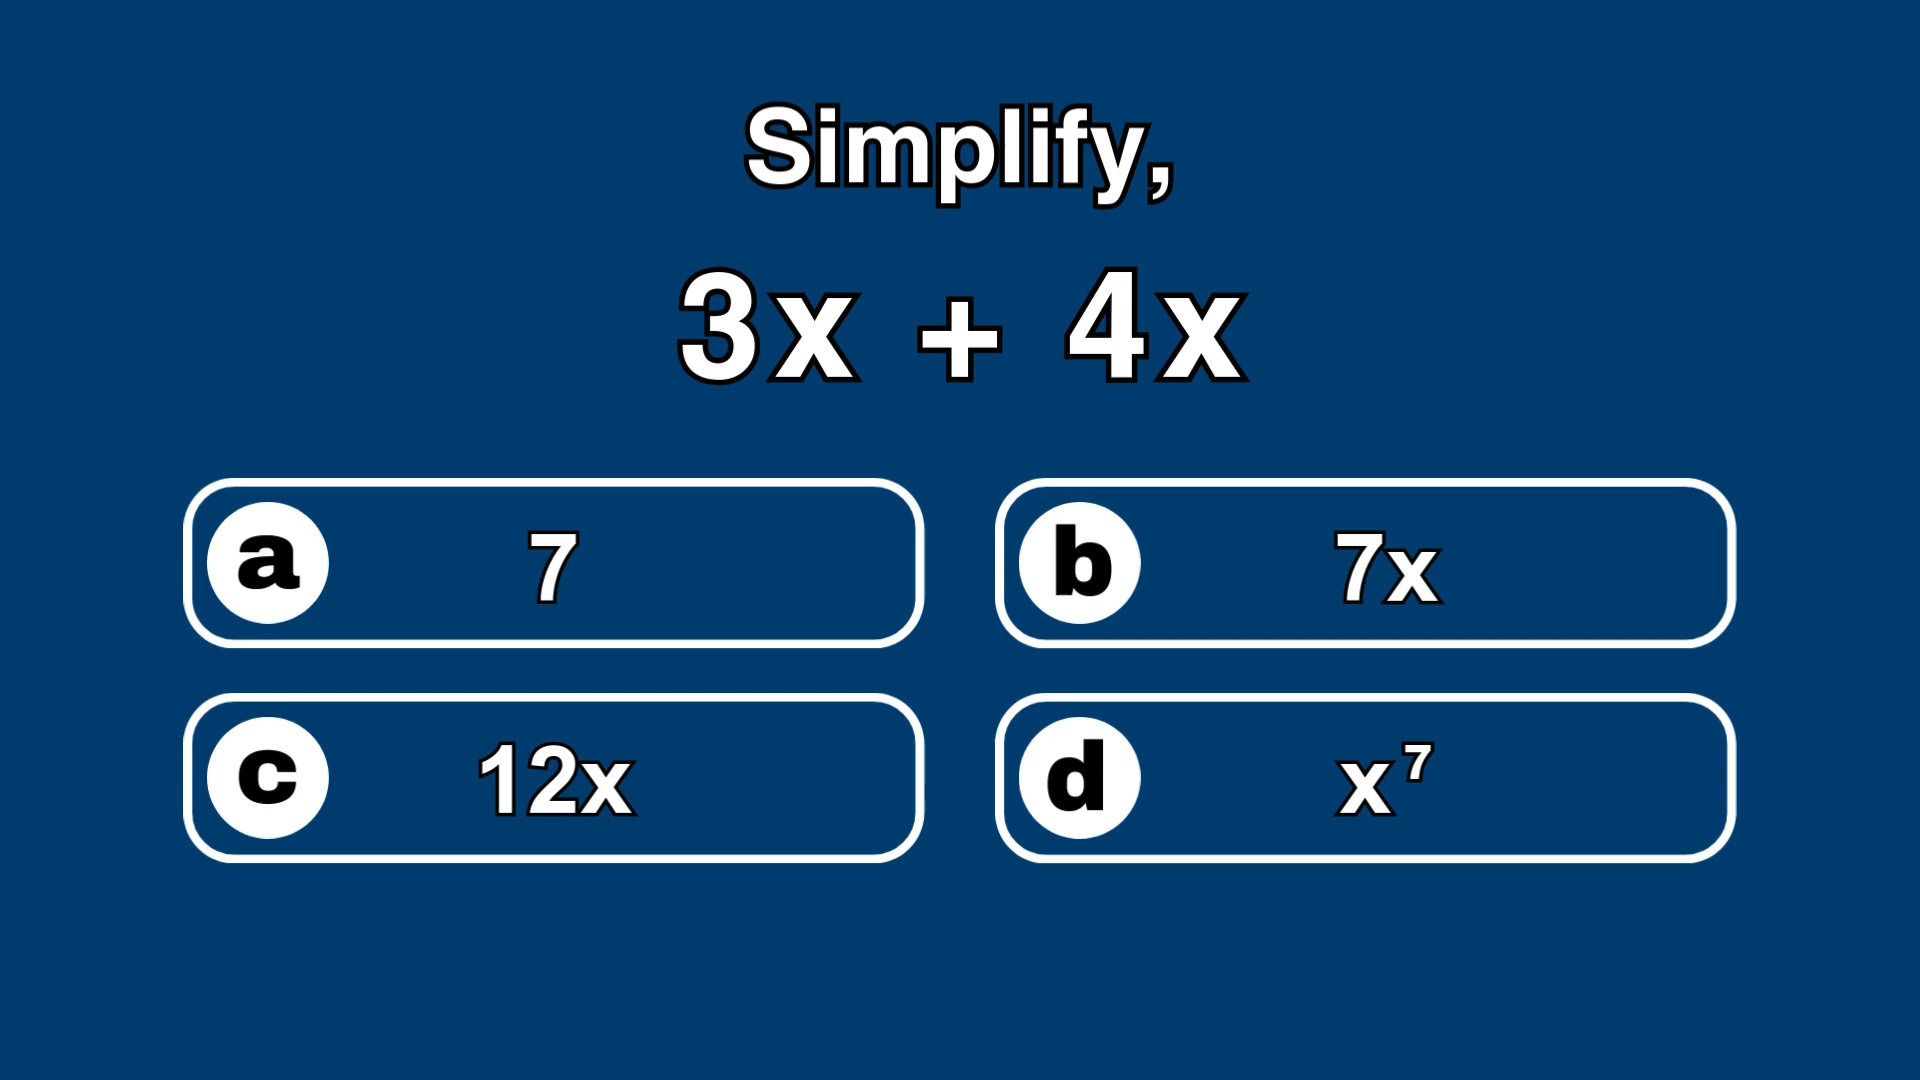 Simplify,
3x + 4x
a 7
b 7x
c 12x
d x⁷